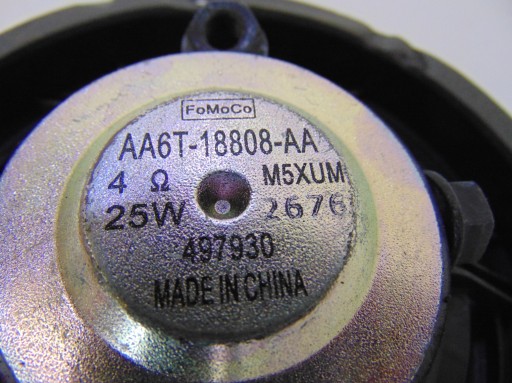 FoMoCo
AA6T-18808-AA
4 Ω M5XUM
25W 2676
497930
MADE IN CHINA